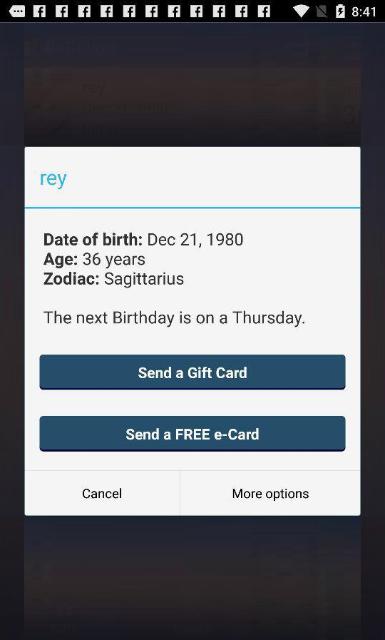 8:41
rey
Date of birth: Dec 21, 1980
Age: 36 years
Zodiac: Sagittarius
The next Birthday is on a Thursday.
Send a Gift Card
Send a FREE e-Card
Cancel
More options